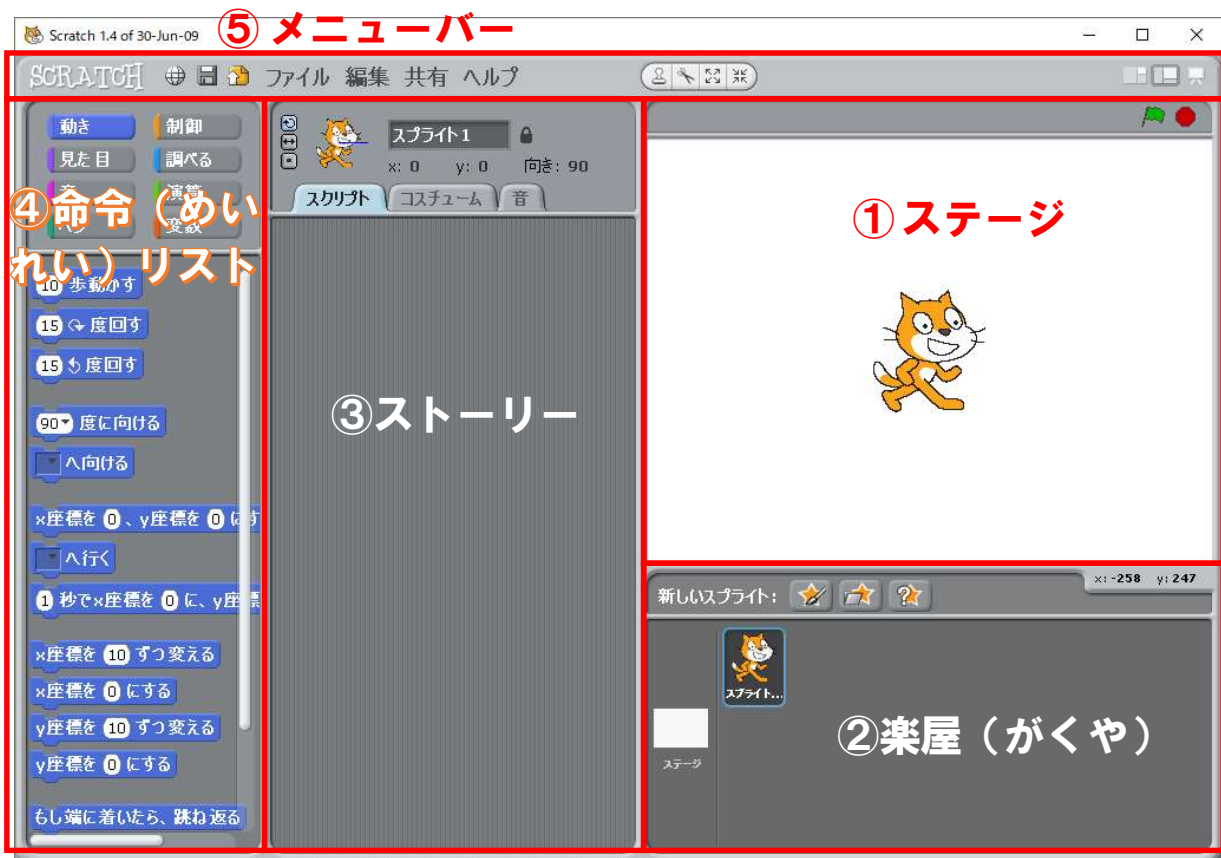 Scratch 1.4 of 30-Jun-09
⑤ メニューバー
SCRATCH ファイル 編集 共有 ヘルプ
動き 制御
見た目 調べる
音 演算
ペン 変数
④命令（めい
れい）リスト
10 歩動かす
15 度回す
15 度回す
90 度に向ける
へ向ける
x座標を 0 、y座標を 0 にす
へ行く
1 秒でx座標を 0 に、y座標
x座標を 10 ずつ変える
x座標を 0 にする
y座標を 10 ずつ変える
y座標を 0 にする
もし端に着いたら、跳ね返る
スプライト1
x: 0 y: 0 向き: 90
スクリプト コスチューム 音
③ストーリー
①ステージ
x: -258 y: 247
新しいスプライト:
スプライト...
ステージ
②楽屋（がくや）